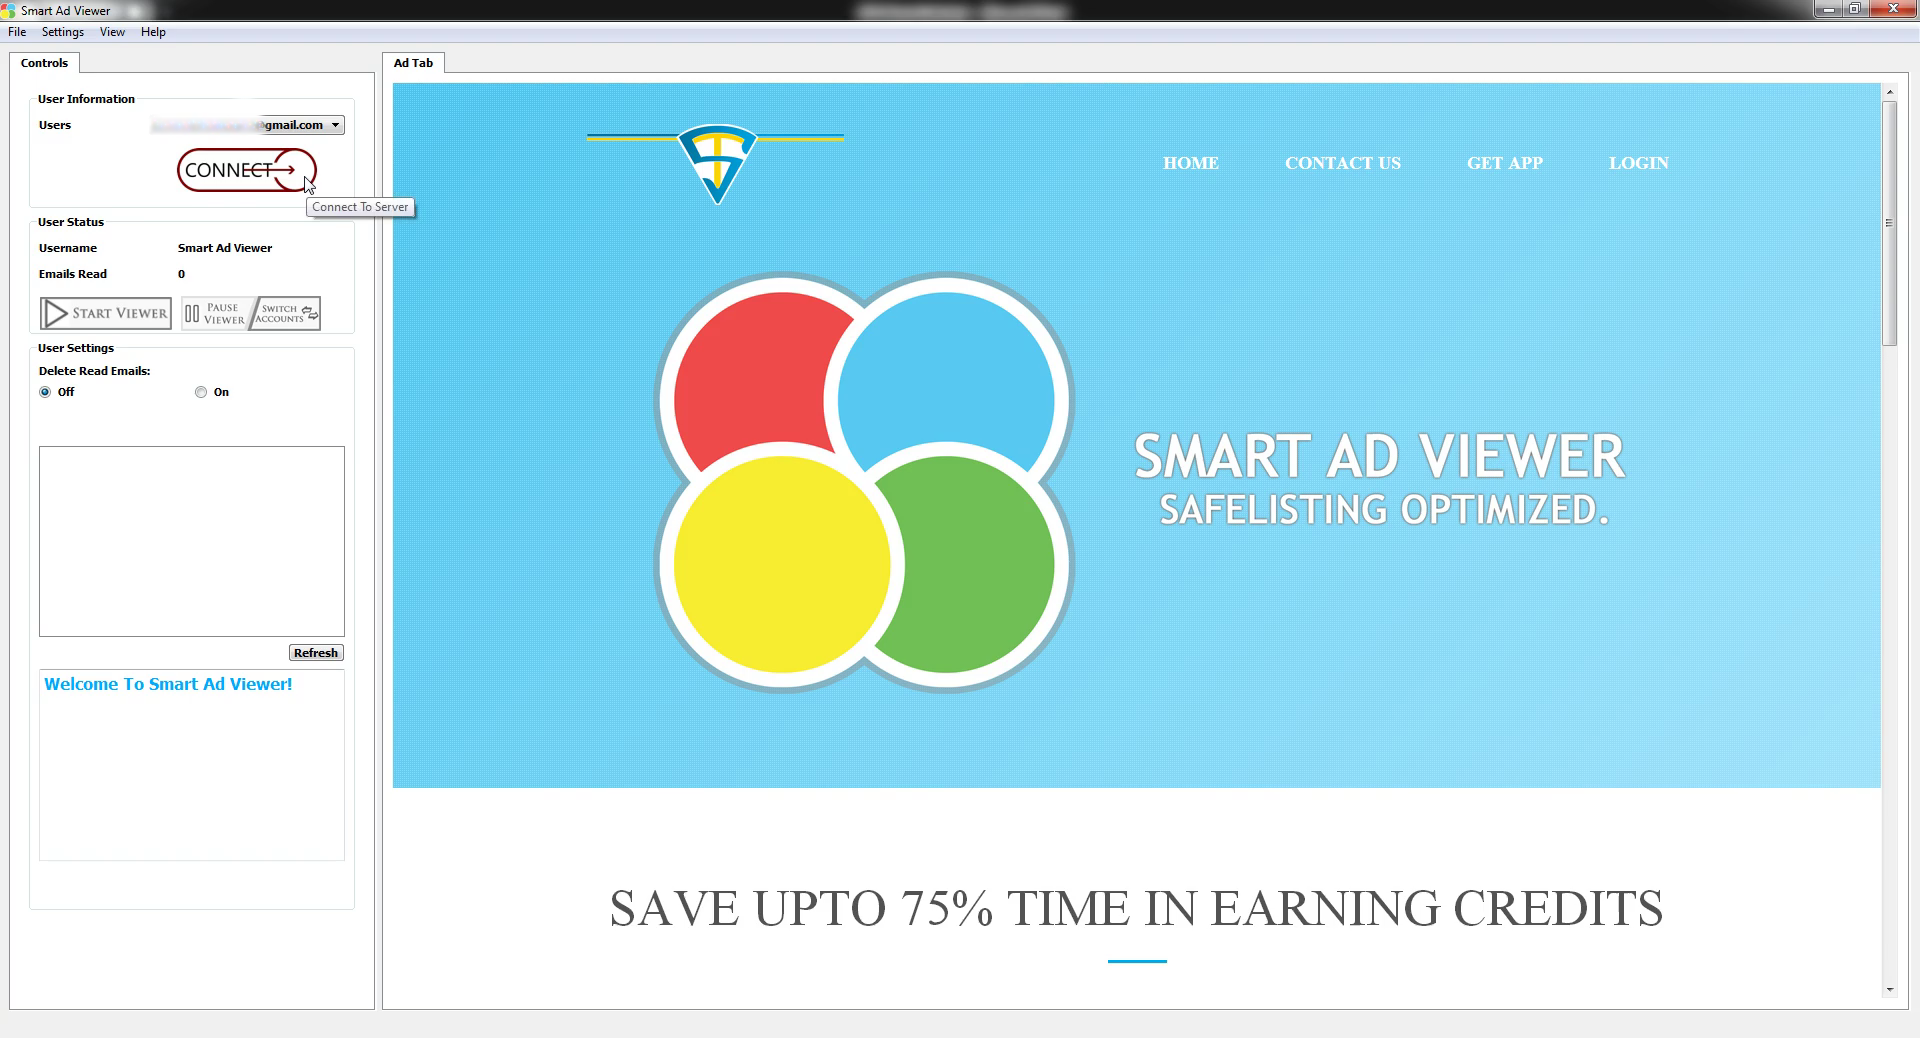 Smart Ad Viewer
File Settings View Help
Controls
User Information
Users @gmail.com
CONNECT
Connect To Server
User Status
Username Smart Ad Viewer
Emails Read 0
START VIEWER
PAUSE VIEWER
SWITCH ACCOUNTS
User Settings
Delete Read Emails:
Off On
Refresh
Welcome To Smart Ad Viewer!
Ad Tab
HOME CONTACT US GET APP LOGIN
SMART AD VIEWER
SAFELISTING OPTIMIZED.
SAVE UPTO 75% TIME IN EARNING CREDITS